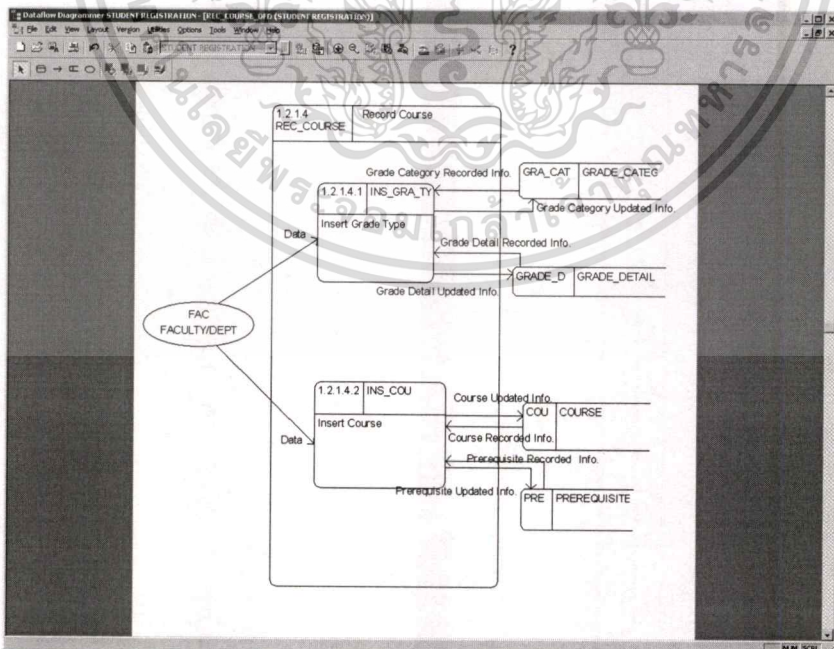 Dataflow Diagrammer STUDENT REGISTRATION - [REC_COURSE_DFD (STUDENT REGISTRATION)]
File Edit View Layout Version Utilities Options Tools Window Help
STUDENT REGISTRATION
1.2.1.4 Record Course
REC_COURSE
Grade Category Recorded Info.
GRA_CAT GRADE_CATEG
1.2.1.4.1 INS_GRA_TY
Grade Category Updated Info.
Insert Grade Type
Data
Grade Detail Recorded Info.
GRADE_D GRADE_DETAIL
Grade Detail Updated Info.
FAC
FACULTY/DEPT
1.2.1.4.2 INS_COU
Course Updated Info.
COU COURSE
Insert Course
Course Recorded Info.
Data
Prerequisite Recorded Info.
Prerequisite Updated Info.
PRE PREREQUISITE
NUM SCRL